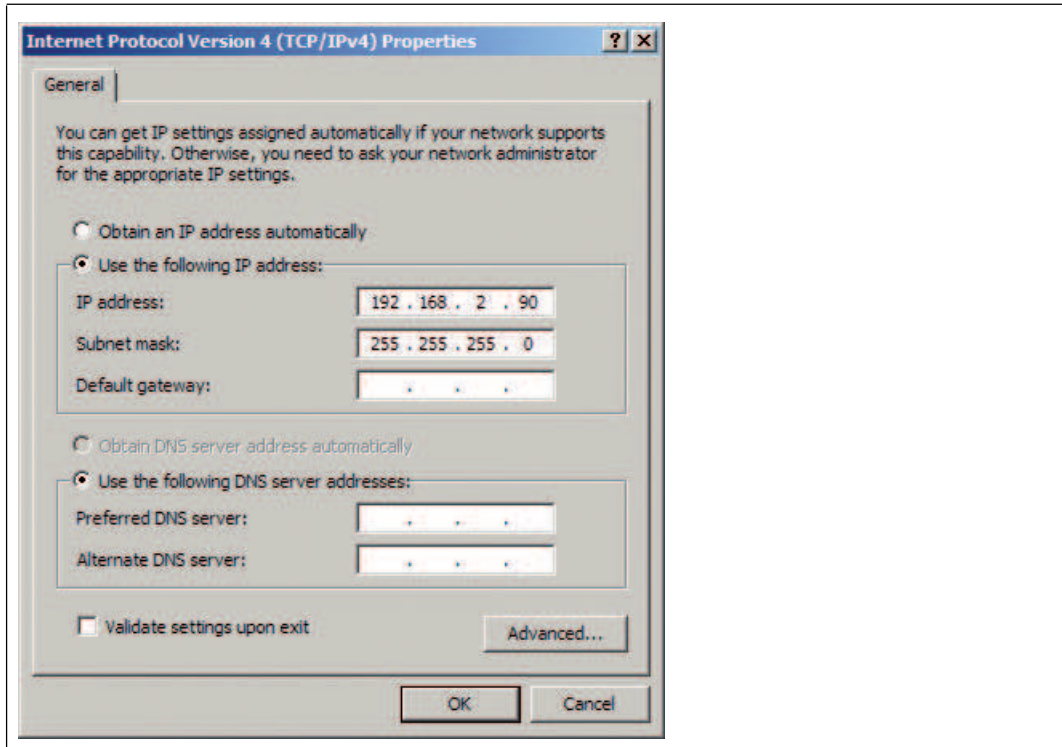 Internet Protocol Version 4 (TCP/IPv4) Properties
General
You can get IP settings assigned automatically if your network supports
this capability. Otherwise, you need to ask your network administrator
for the appropriate IP settings.
Obtain an IP address automatically
Use the following IP address:
IP address: 192 . 168 . 2 . 90
Subnet mask: 255 . 255 . 255 . 0
Default gateway: . . .
Obtain DNS server address automatically
Use the following DNS server addresses:
Preferred DNS server: . . .
Alternate DNS server: . . .
Validate settings upon exit
Advanced...
OK Cancel